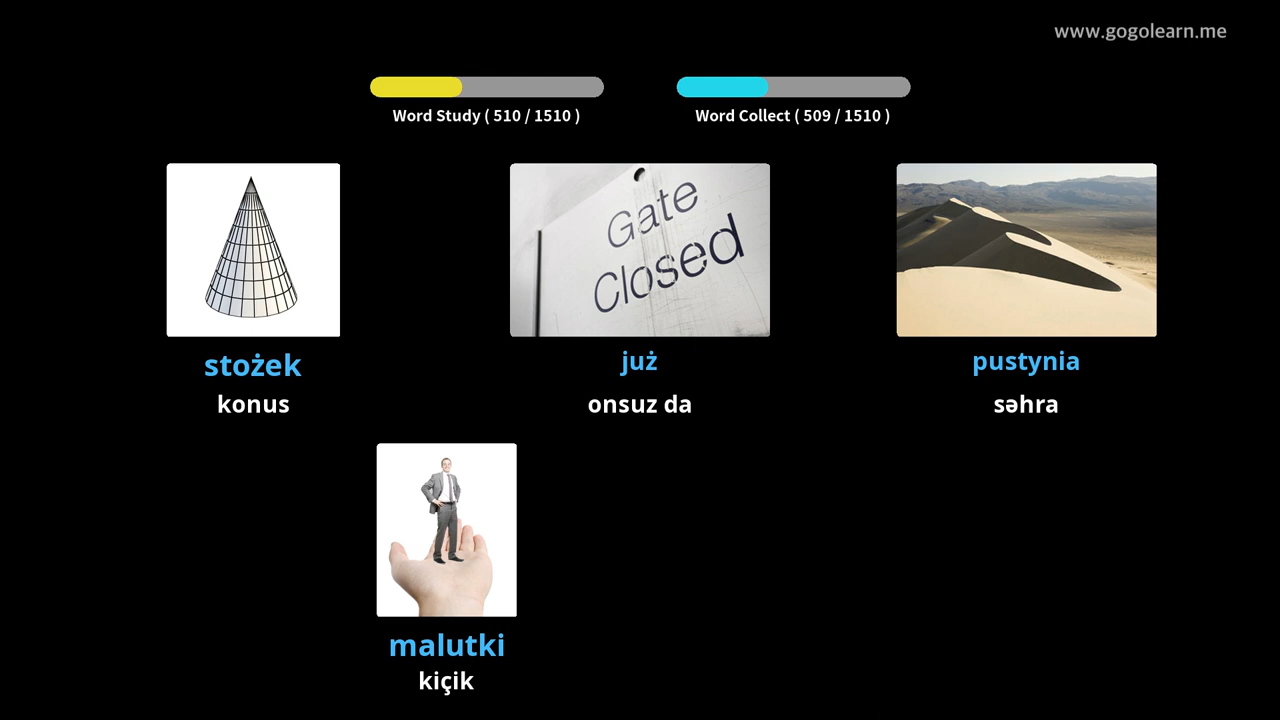 www.gogolearn.me
Word Study ( 510 / 1510 )
Word Collect ( 509 / 1510 )
Gate
Closed
stożek
konus
już
onsuz da
pustynia
səhra
malutki
kiçik